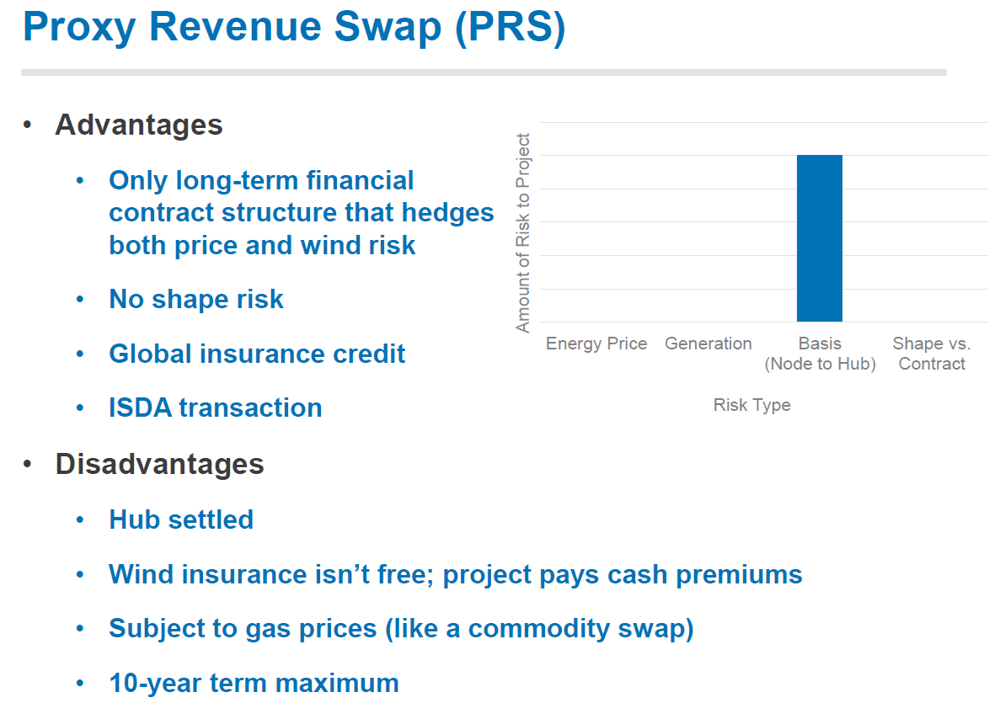 Proxy Revenue Swap (PRS)
• Advantages
• Only long-term financial
contract structure that hedges
both price and wind risk
• No shape risk
• Global insurance credit
• ISDA transaction
Amount of Risk to Project
Energy Price Generation Basis Shape vs.
(Node to Hub) Contract
Risk Type
• Disadvantages
• Hub settled
• Wind insurance isn’t free; project pays cash premiums
• Subject to gas prices (like a commodity swap)
• 10-year term maximum